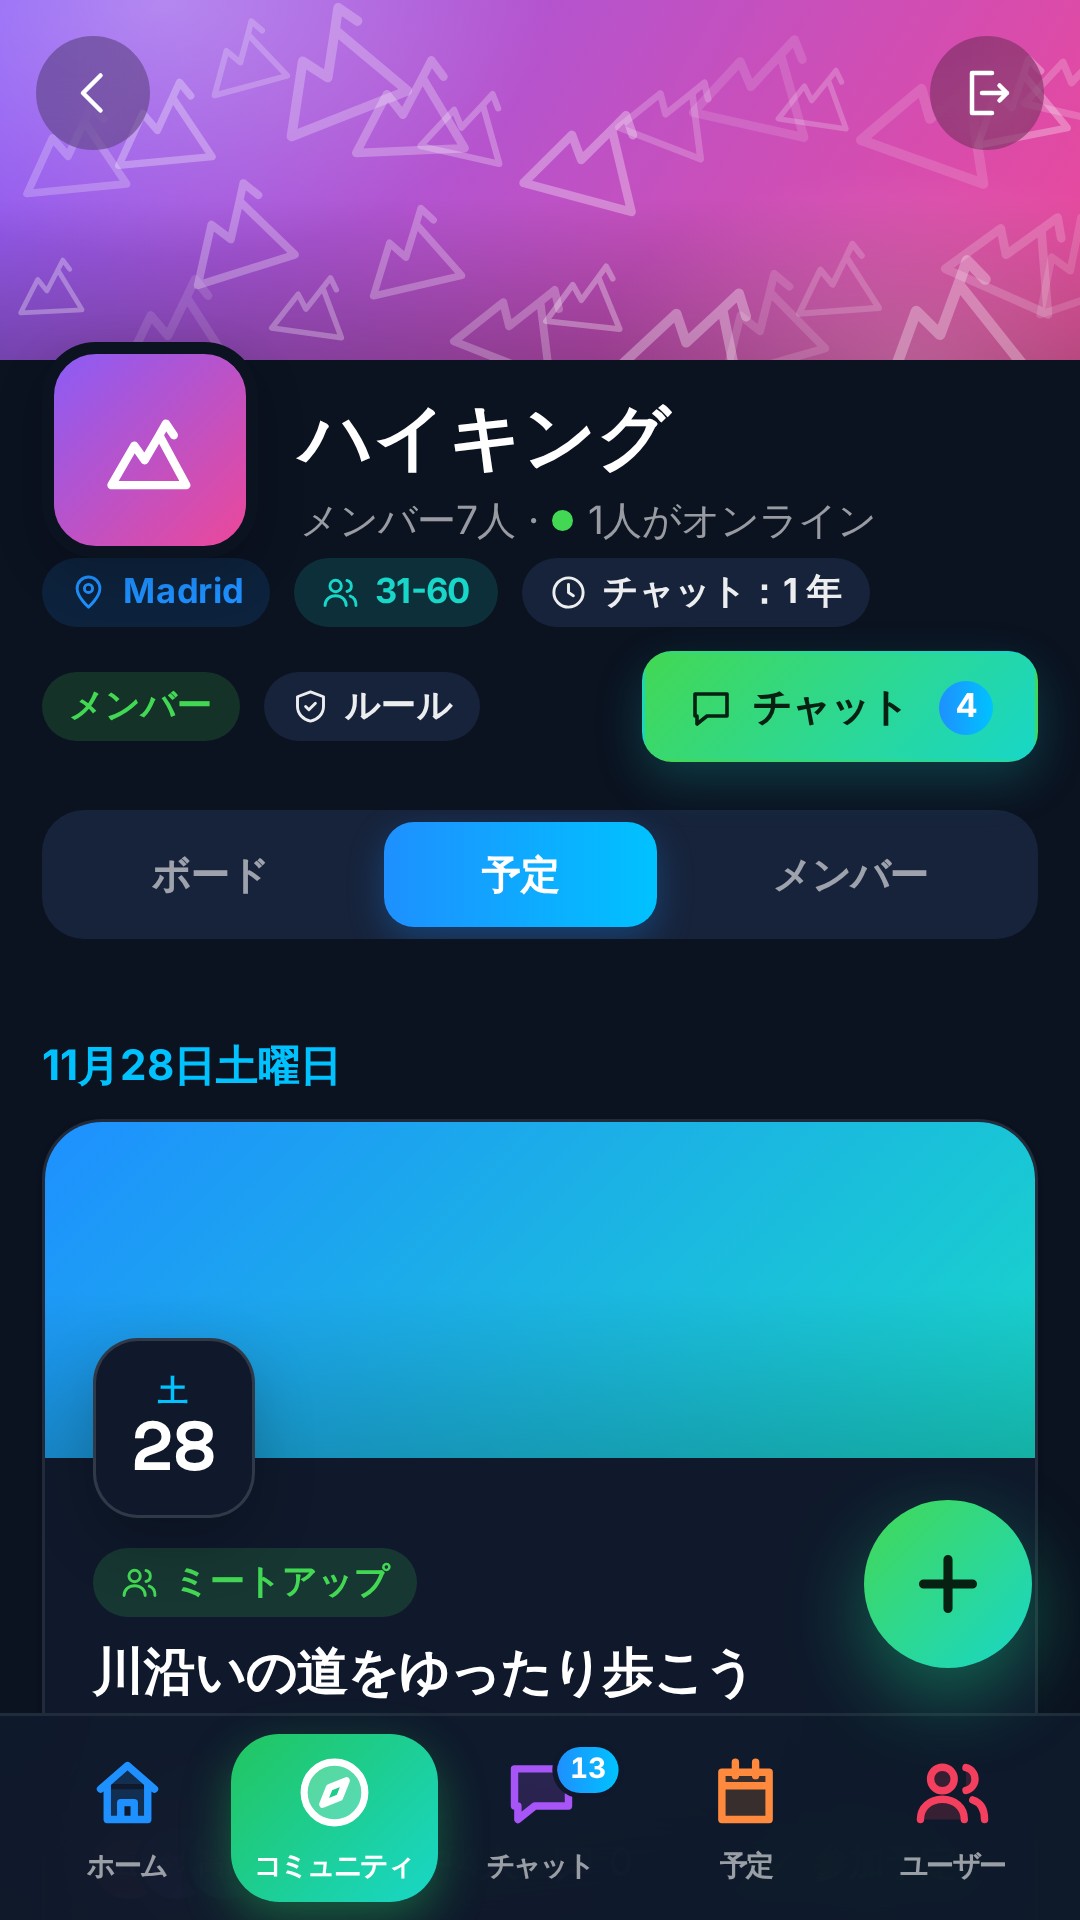 ハイキング
メンバー7人 · 1人がオンライン
Madrid
31-60
チャット：1 年
メンバー
ルール
チャット 4
ボード
予定
メンバー
11月28日土曜日
土
28
ミートアップ
川沿いの道をゆったり歩こう
13
ホーム
コミュニティ
チャット
予定
ユーザー